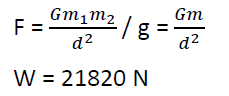 F = Gm₁m₂/d² / g = Gm/d²
W = 21820 N